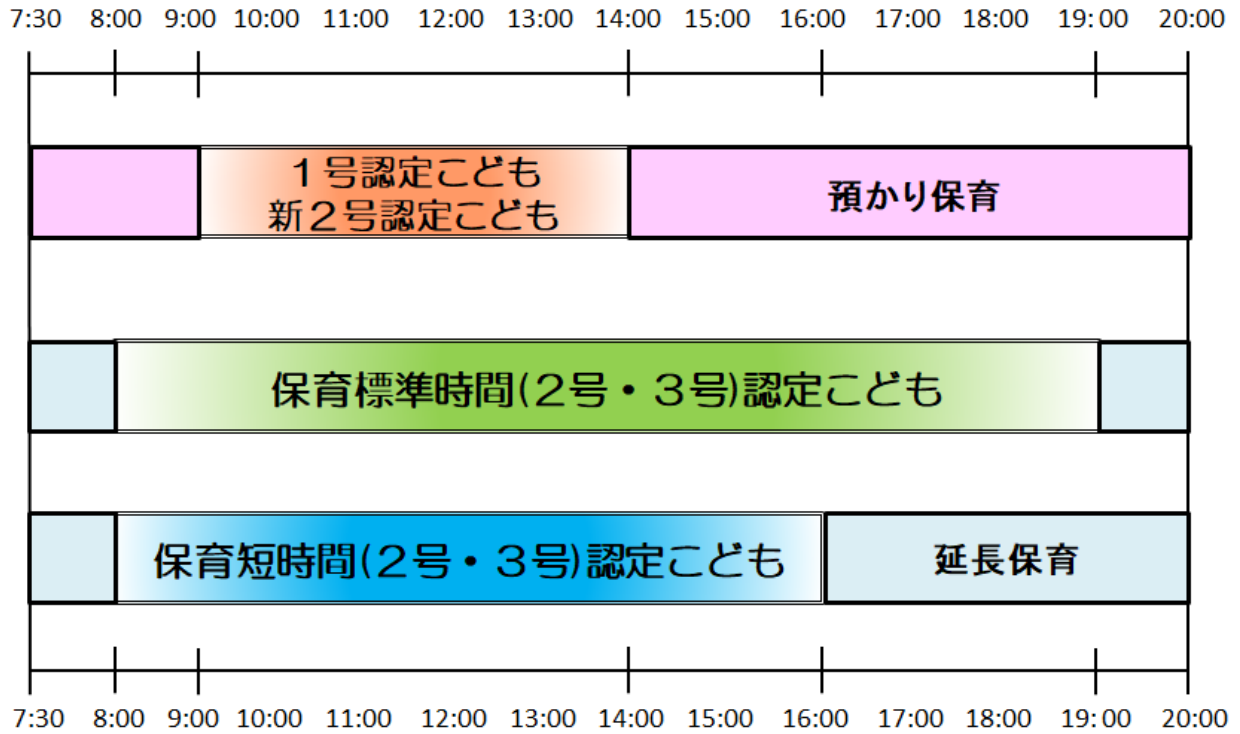 7:30 8:00 9:00 10:00 11:00 12:00 13:00 14:00 15:00 16:00 17:00 18:00 19:00 20:00
１号認定こども
新２号認定こども
預かり保育
保育標準時間(２号・３号)認定こども
保育短時間(２号・３号)認定こども
延長保育
7:30 8:00 9:00 10:00 11:00 12:00 13:00 14:00 15:00 16:00 17:00 18:00 19:00 20:00